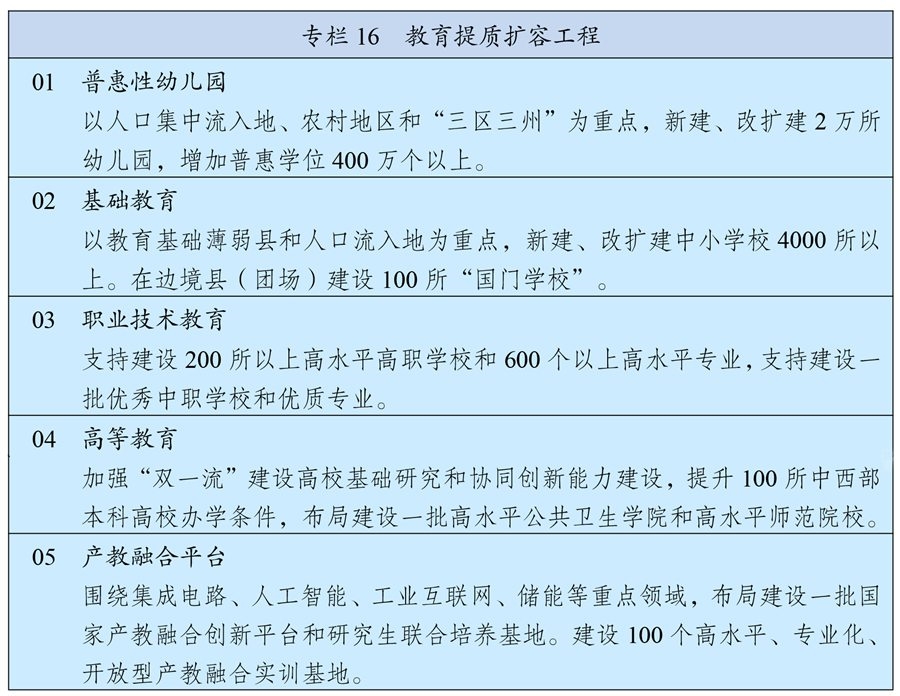 专栏 16 教育提质扩容工程
01 普惠性幼儿园
以人口集中流入地、农村地区和“三区三州”为重点，新建、改扩建 2 万所
幼儿园，增加普惠学位 400 万个以上。
02 基础教育
以教育基础薄弱县和人口流入地为重点，新建、改扩建中小学校 4000 所以
上。在边境县（团场）建设 100 所“国门学校”。
03 职业技术教育
支持建设 200 所以上高水平高职学校和 600 个以上高水平专业，支持建设一
批优秀中职学校和优质专业。
04 高等教育
加强“双一流”建设高校基础研究和协同创新能力建设，提升 100 所中西部
本科高校办学条件，布局建设一批高水平公共卫生学院和高水平师范院校。
05 产教融合平台
围绕集成电路、人工智能、工业互联网、储能等重点领域，布局建设一批国
家产教融合创新平台和研究生联合培养基地。建设 100 个高水平、专业化、
开放型产教融合实训基地。